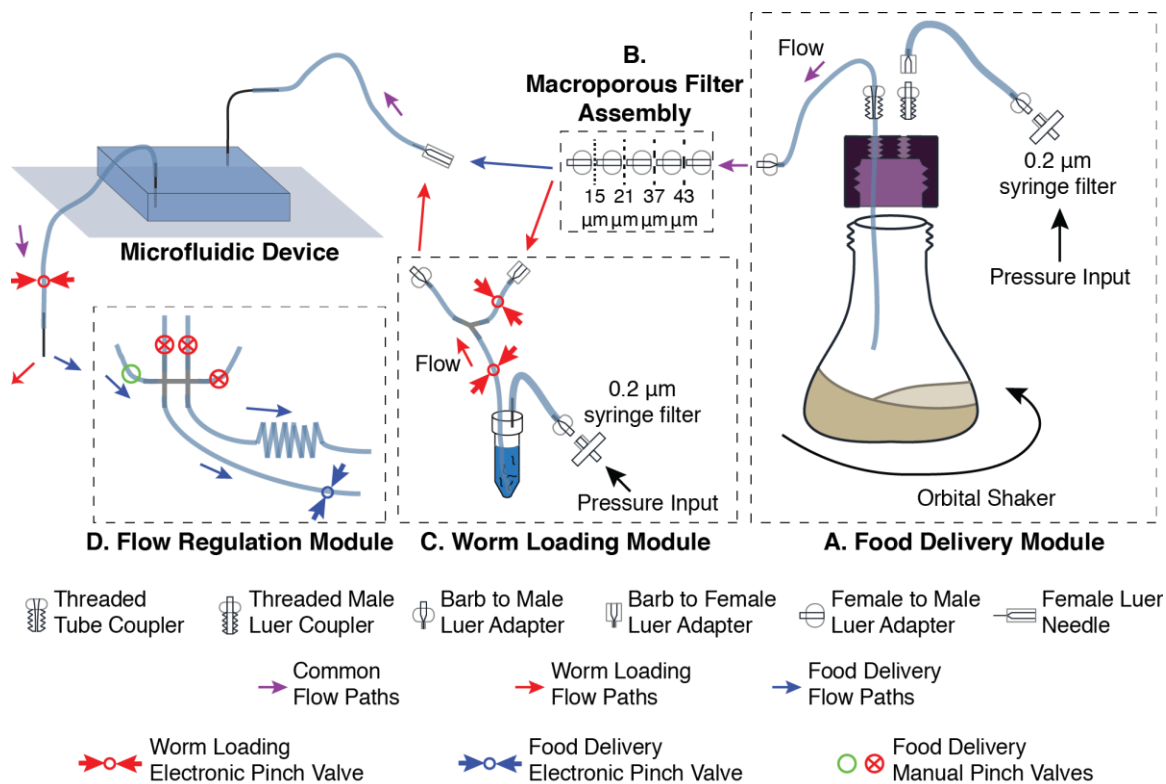 B.
Macroporous Filter
Assembly
15
μm
21
μm
37
μm
43
μm
Flow
0.2 μm
syringe filter
Pressure Input
Orbital Shaker
A. Food Delivery Module
Microfluidic Device
Flow
0.2 μm
syringe filter
Pressure Input
D. Flow Regulation Module
C. Worm Loading Module
Threaded
Tube Coupler
Threaded Male
Luer Coupler
Barb to Male
Luer Adapter
Barb to Female
Luer Adapter
Female to Male
Luer Adapter
Female Luer
Needle
Common
Flow Paths
Worm Loading
Flow Paths
Food Delivery
Flow Paths
Worm Loading
Electronic Pinch Valve
Food Delivery
Electronic Pinch Valve
Food Delivery
Manual Pinch Valves